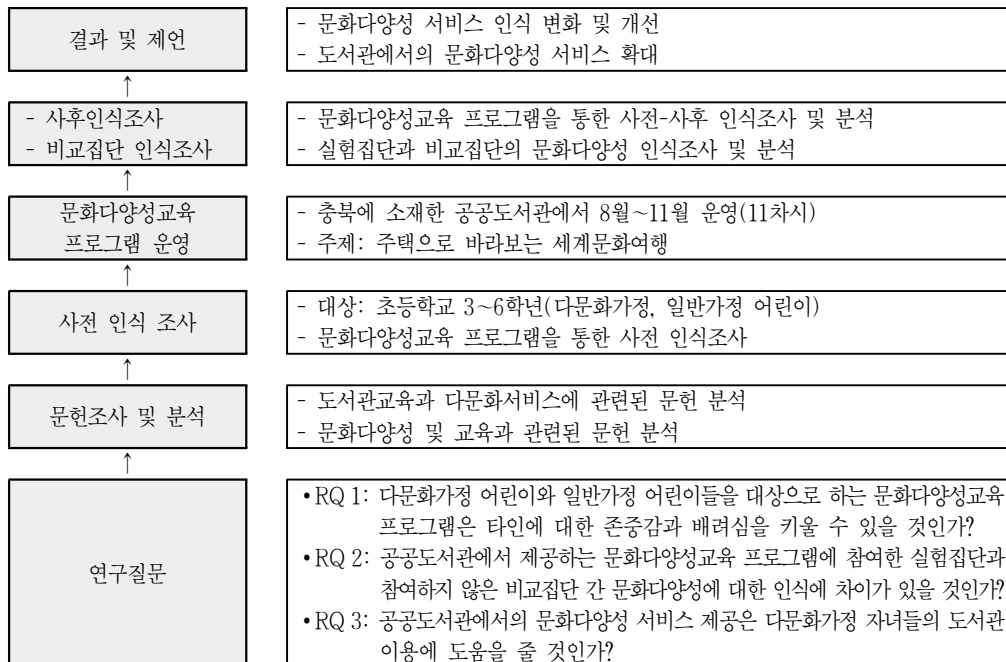 결과 및 제언
- 문화다양성 서비스 인식 변화 및 개선
- 도서관에서의 문화다양성 서비스 확대
↑
- 사후인식조사
- 비교집단 인식조사
- 문화다양성교육 프로그램을 통한 사전-사후 인식조사 및 분석
- 실험집단과 비교집단의 문화다양성 인식조사 및 분석
↑
문화다양성교육
프로그램 운영
- 충북에 소재한 공공도서관에서 8월~11월 운영(11차시)
- 주제: 주택으로 바라보는 세계문화여행
↑
사전 인식 조사
- 대상: 초등학교 3~6학년(다문화가정, 일반가정 어린이)
- 문화다양성교육 프로그램을 통한 사전 인식조사
↑
문헌조사 및 분석
- 도서관교육과 다문화서비스에 관련된 문헌 분석
- 문화다양성 및 교육과 관련된 문헌 분석
↑
연구질문
•RQ 1: 다문화가정 어린이와 일반가정 어린이들을 대상으로 하는 문화다양성교육
프로그램은 타인에 대한 존중감과 배려심을 키울 수 있을 것인가?
•RQ 2: 공공도서관에서 제공하는 문화다양성교육 프로그램에 참여한 실험집단과
참여하지 않은 비교집단 간 문화다양성에 대한 인식에 차이가 있을 것인가?
•RQ 3: 공공도서관에서의 문화다양성 서비스 제공은 다문화가정 자녀들의 도서관
이용에 도움을 줄 것인가?